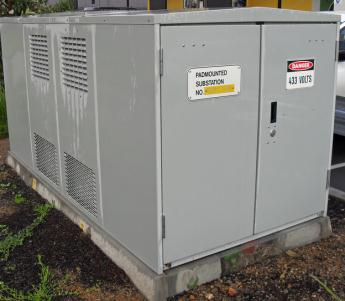 PADMOUNTED
SUBSTATION
NO.
DANGER
433 VOLTS